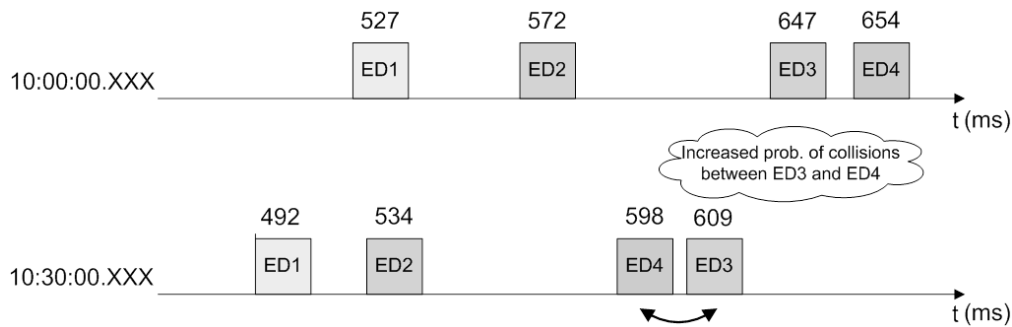 527 572 647 654
10:00:00.XXX ED1 ED2 ED3 ED4
t (ms)
Increased prob. of collisions
between ED3 and ED4
492 534 598 609
10:30:00.XXX ED1 ED2 ED4 ED3
t (ms)